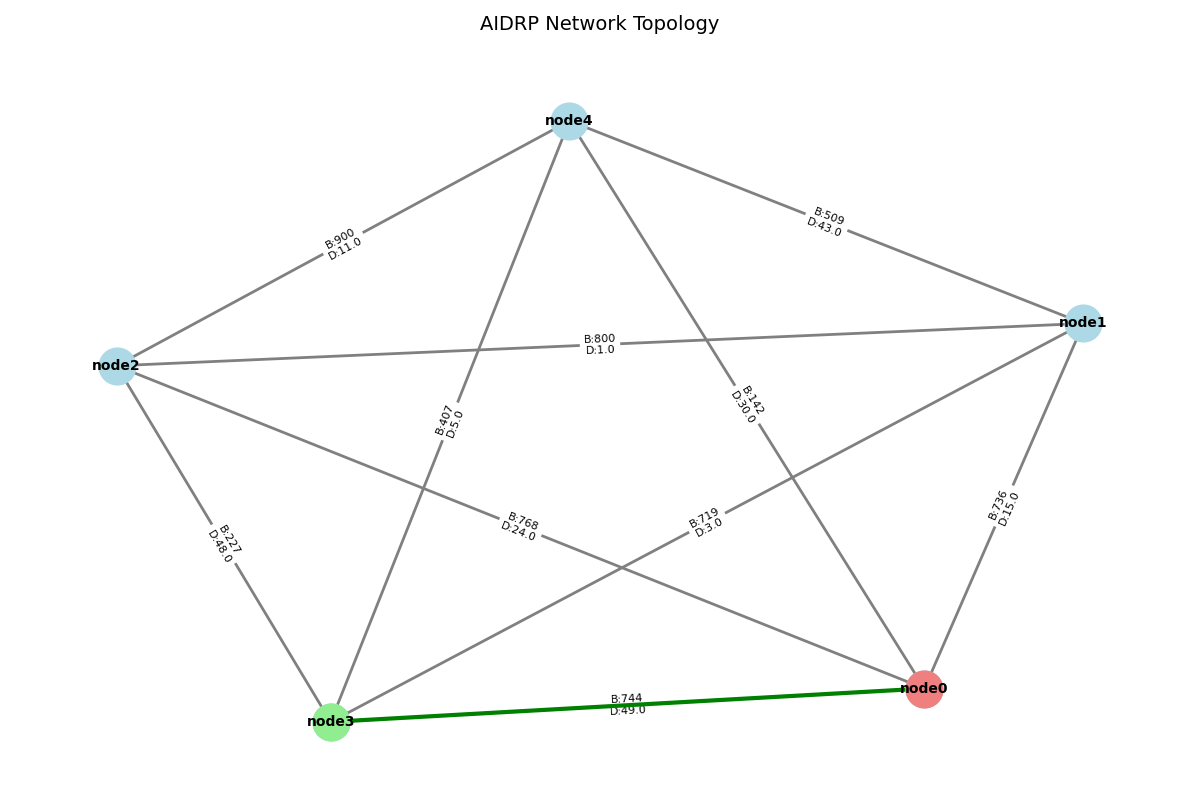 AIDRP Network Topology
node4
B:509
D:43.0
B:900
D:11.0
node1
B:800
D:1.0
node2
B:142
D:30.0
B:407
D:5.0
B:719
D:3.0
B:736
D:15.0
B:768
D:24.0
B:227
D:48.0
node0
B:744
D:49.0
node3